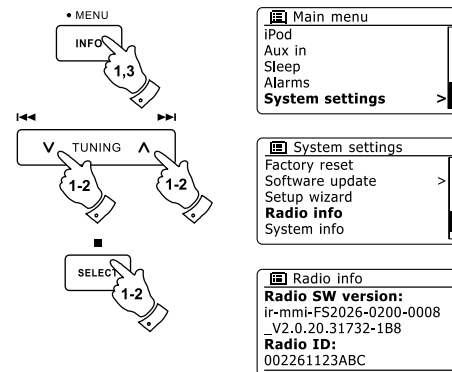 • MENU
INFO
1,3
TUNING
1-2
1-2
SELECT
1-2
Main menu
iPod
Aux in
Sleep
Alarms
System settings >
System settings
Factory reset
Software update >
Setup wizard
Radio info
System info
Radio info
Radio SW version:
ir-mmi-FS2026-0200-0008
_V2.0.20.31732-1B8
Radio ID:
002261123ABC